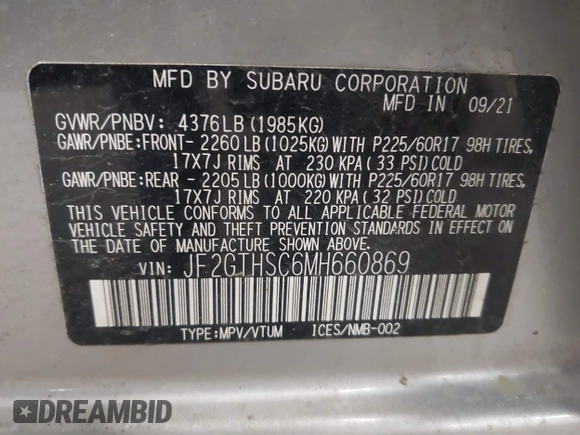 MFD BY SUBARU CORPORATION
MFD IN 09/21
GVWR/PNBV: 4376LB (1985KG)
GAWR/PNBE:FRONT- 2260LB (1025KG) WITH P225/60R17 98H TIRES,
17X7J RIMS AT 230 KPA (33 PSI) COLD
GAWR/PNBE:REAR - 2205LB (1000KG) WITH P225/60R17 98H TIRES,
17X7J RIMS AT 220 KPA (32 PSI) COLD
THIS VEHICLE CONFORMS TO ALL APPLICABLE FEDERAL MOTOR
VEHICLE SAFETY AND THEFT PREVENTION STANDARDS IN EFFECT
ON THE DATE OF MANUFACTURE SHOWN ABOVE.
VIN: JF2GTHSC6MH660869
TYPE:MPV/VTUM ICES/NMB-002
DREAMBID